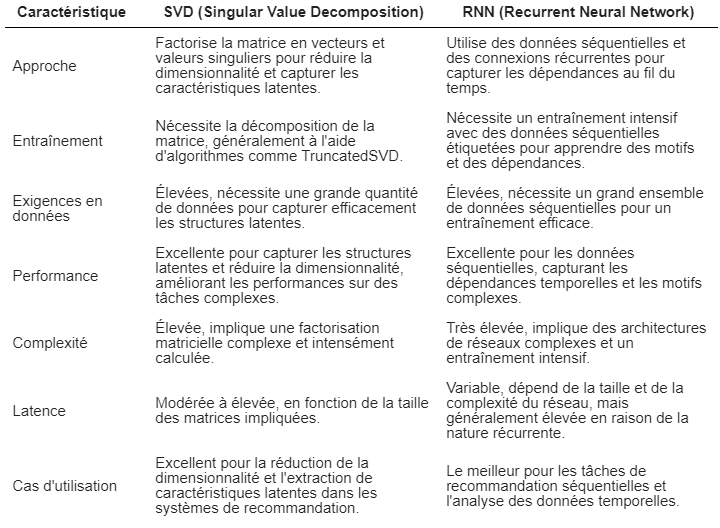 Caractéristique SVD (Singular Value Decomposition) RNN (Recurrent Neural Network)
Approche
Factorise la matrice en vecteurs et
valeurs singuliers pour réduire la
dimensionnalité et capturer les
caractéristiques latentes.
Utilise des données séquentielles et
des connexions récurrentes pour
capturer les dépendances au fil du
temps.
Entraînement
Nécessite la décomposition de la
matrice, généralement à l'aide
d'algorithmes comme TruncatedSVD.
Nécessite un entraînement intensif
avec des données séquentielles
étiquetées pour apprendre des motifs
et des dépendances.
Exigences en
données
Élevées, nécessite une grande quantité
de données pour capturer efficacement
les structures latentes.
Élevées, nécessite un grand ensemble
de données séquentielles pour un
entraînement efficace.
Performance
Excellente pour capturer les structures
latentes et réduire la dimensionnalité,
améliorant les performances sur des
tâches complexes.
Excellente pour les données
séquentielles, capturant les
dépendances temporelles et les motifs
complexes.
Complexité
Élevée, implique une factorisation
matricielle complexe et intensément
calculée.
Très élevée, implique des architectures
de réseaux complexes et un
entraînement intensif.
Latence
Modérée à élevée, en fonction de la taille
des matrices impliquées.
Variable, dépend de la taille et de la
complexité du réseau, mais
généralement élevée en raison de la
nature récurrente.
Cas d'utilisation
Excellent pour la réduction de la
dimensionnalité et l'extraction de
caractéristiques latentes dans les
systèmes de recommandation.
Le meilleur pour les tâches de
recommandation séquentielles et
l'analyse des données temporelles.